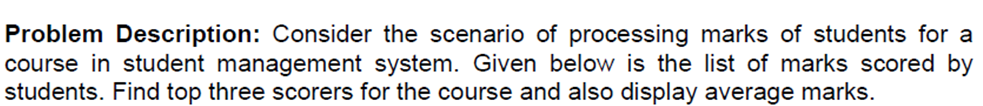 Problem Description: Consider the scenario of processing marks of students for a
course in student management system. Given below is the list of marks scored by
students. Find top three scorers for the course and also display average marks.